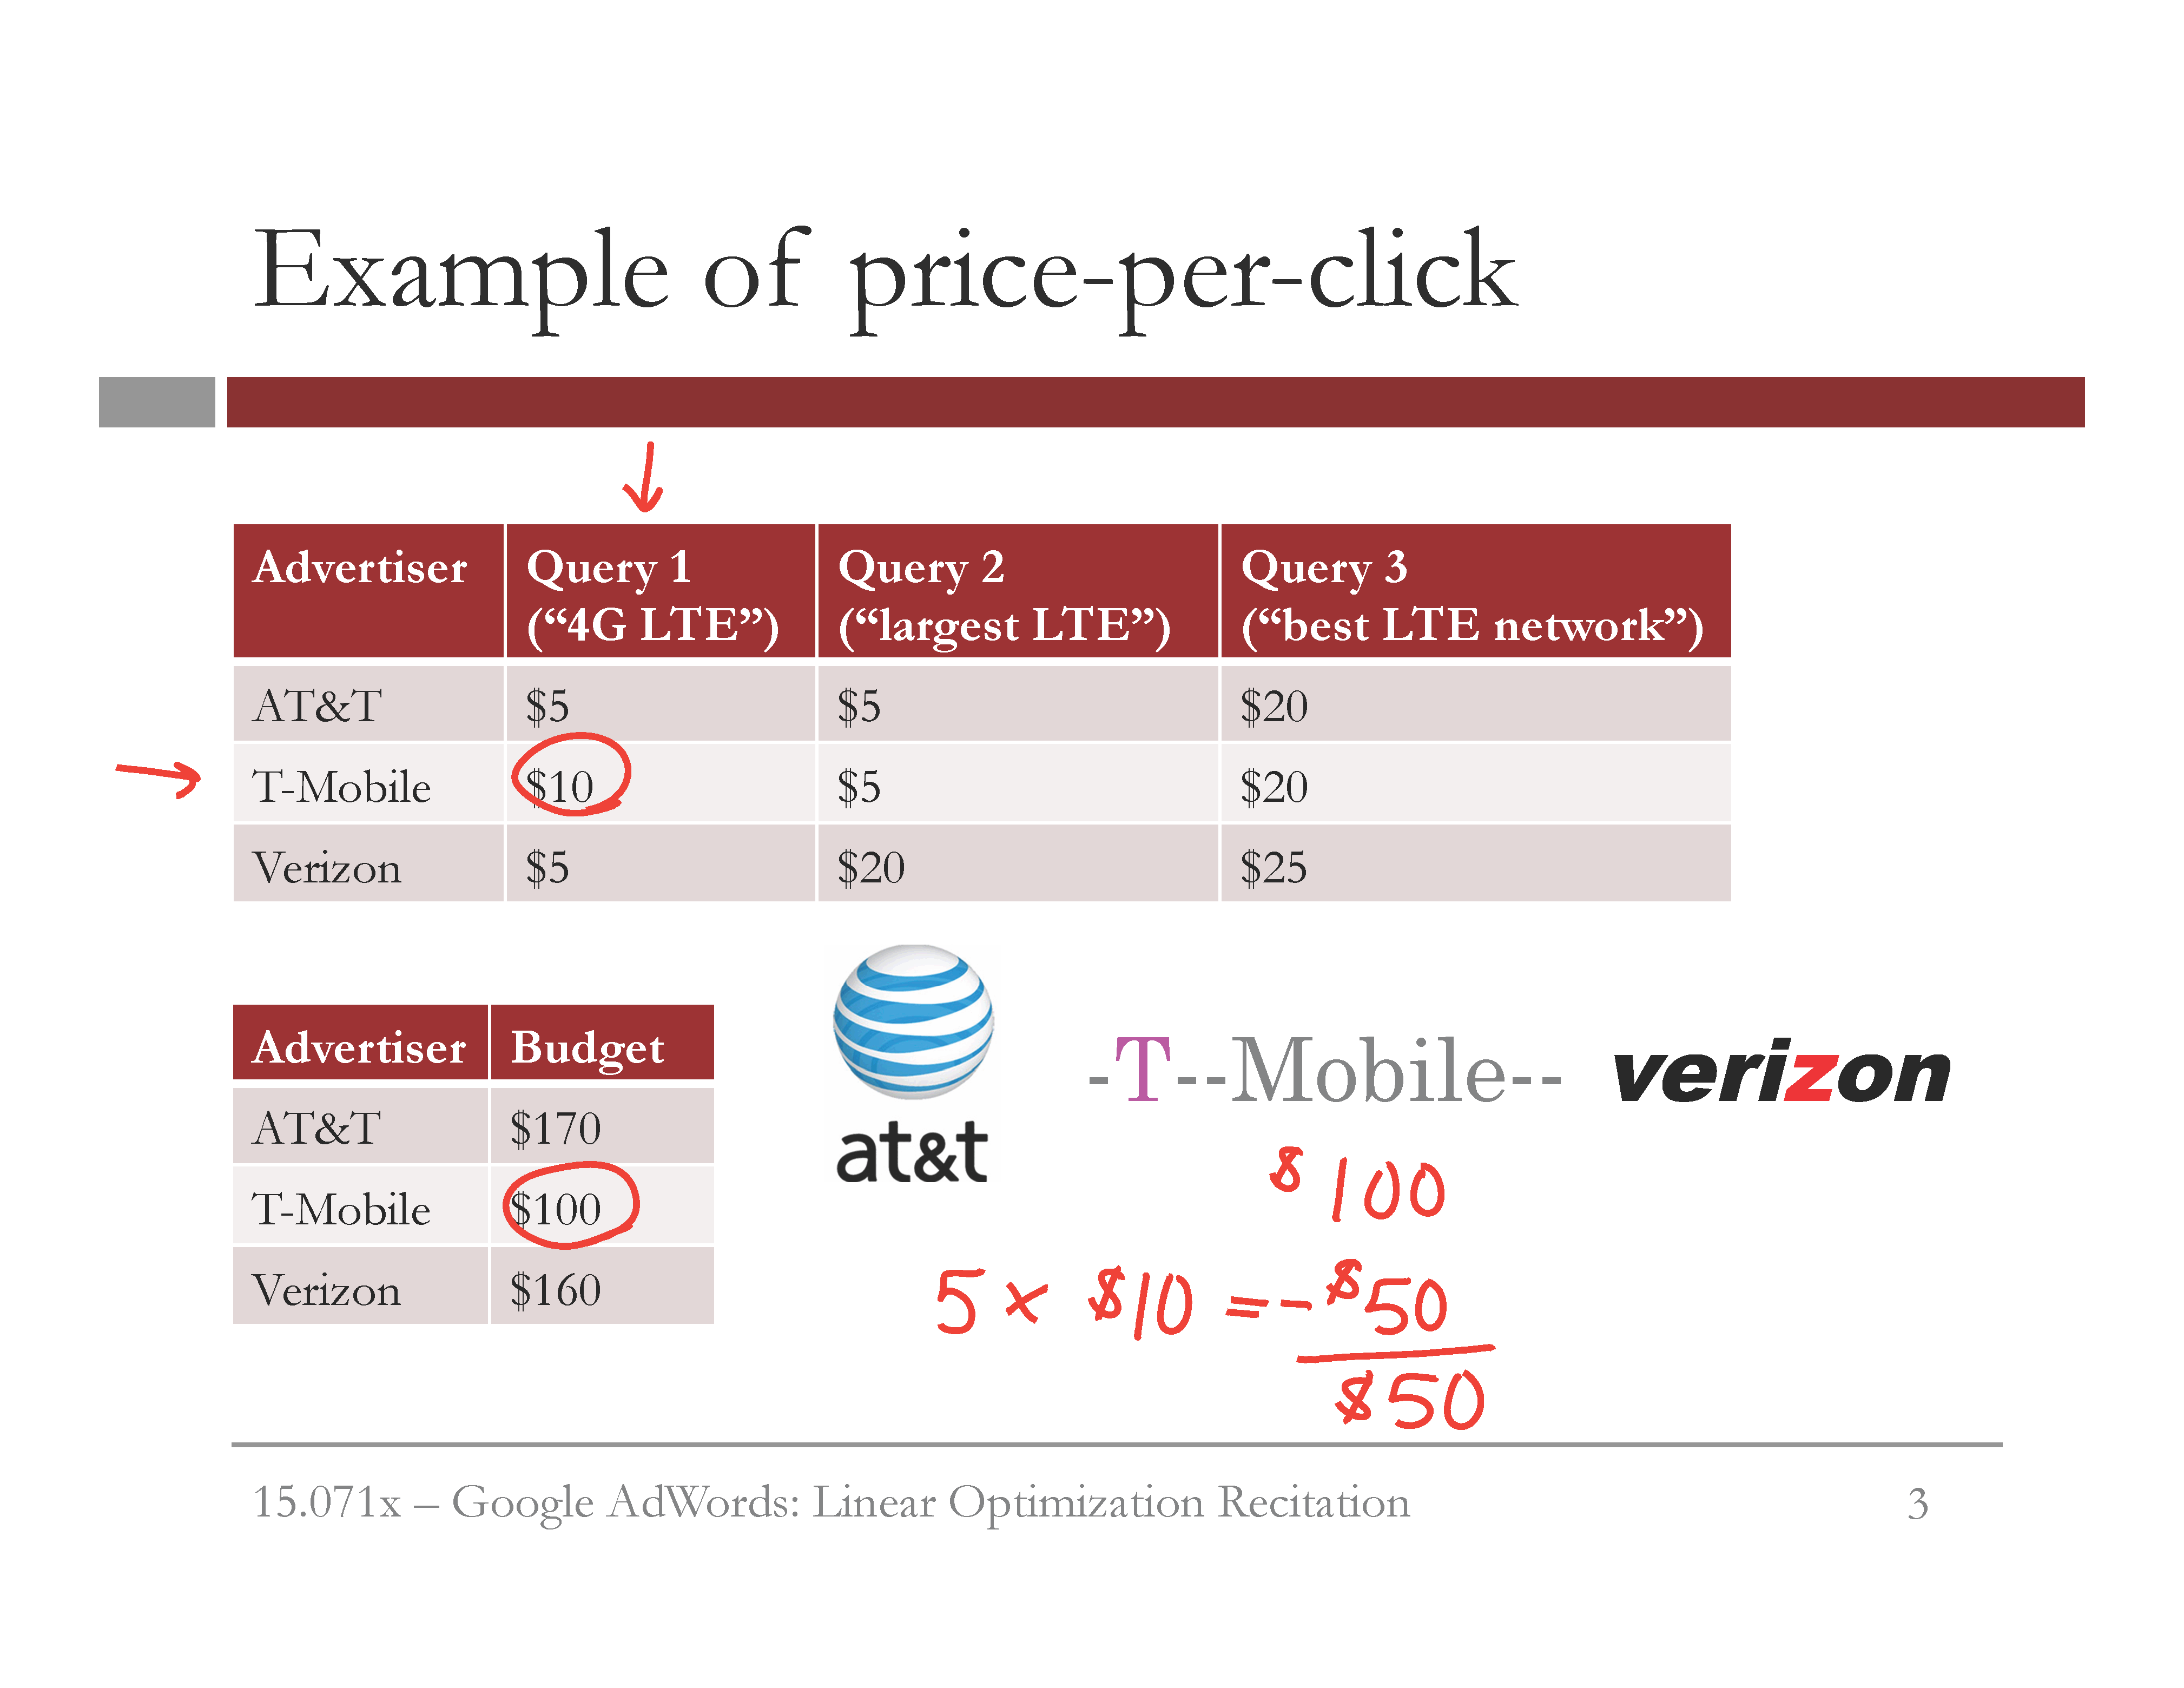 Example of price-per-click
Advertiser Query 1 Query 2 Query 3
(“4G LTE”) (“largest LTE”) (“best LTE network”)
AT&T $5 $5 $20
T-Mobile $10 $5 $20
Verizon $5 $20 $25
Advertiser Budget
AT&T $170
T-Mobile $100
Verizon $160
at&t
-T--Mobile--
verizon
$100
5 × $10 = -$50
$50
15.071x – Google AdWords: Linear Optimization Recitation 3